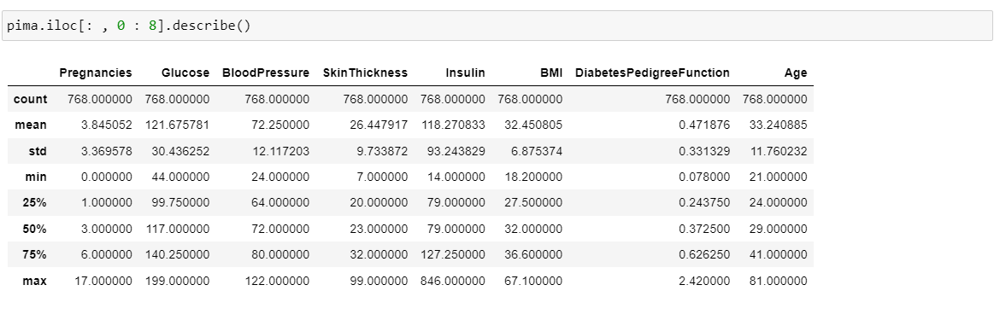 pima.iloc[: , 0 : 8].describe()
Pregnancies Glucose BloodPressure SkinThickness Insulin BMI DiabetesPedigreeFunction Age
count 768.000000 768.000000 768.000000 768.000000 768.000000 768.000000 768.000000 768.000000
mean 3.845052 121.675781 72.250000 26.447917 118.270833 32.450805 0.471876 33.240885
std 3.369578 30.436252 12.117203 9.733872 93.243829 6.875374 0.331329 11.760232
min 0.000000 44.000000 24.000000 7.000000 14.000000 18.200000 0.078000 21.000000
25% 1.000000 99.750000 64.000000 20.000000 79.000000 27.500000 0.243750 24.000000
50% 3.000000 117.000000 72.000000 23.000000 79.000000 32.000000 0.372500 29.000000
75% 6.000000 140.250000 80.000000 32.000000 127.250000 36.600000 0.626250 41.000000
max 17.000000 199.000000 122.000000 99.000000 846.000000 67.100000 2.420000 81.000000